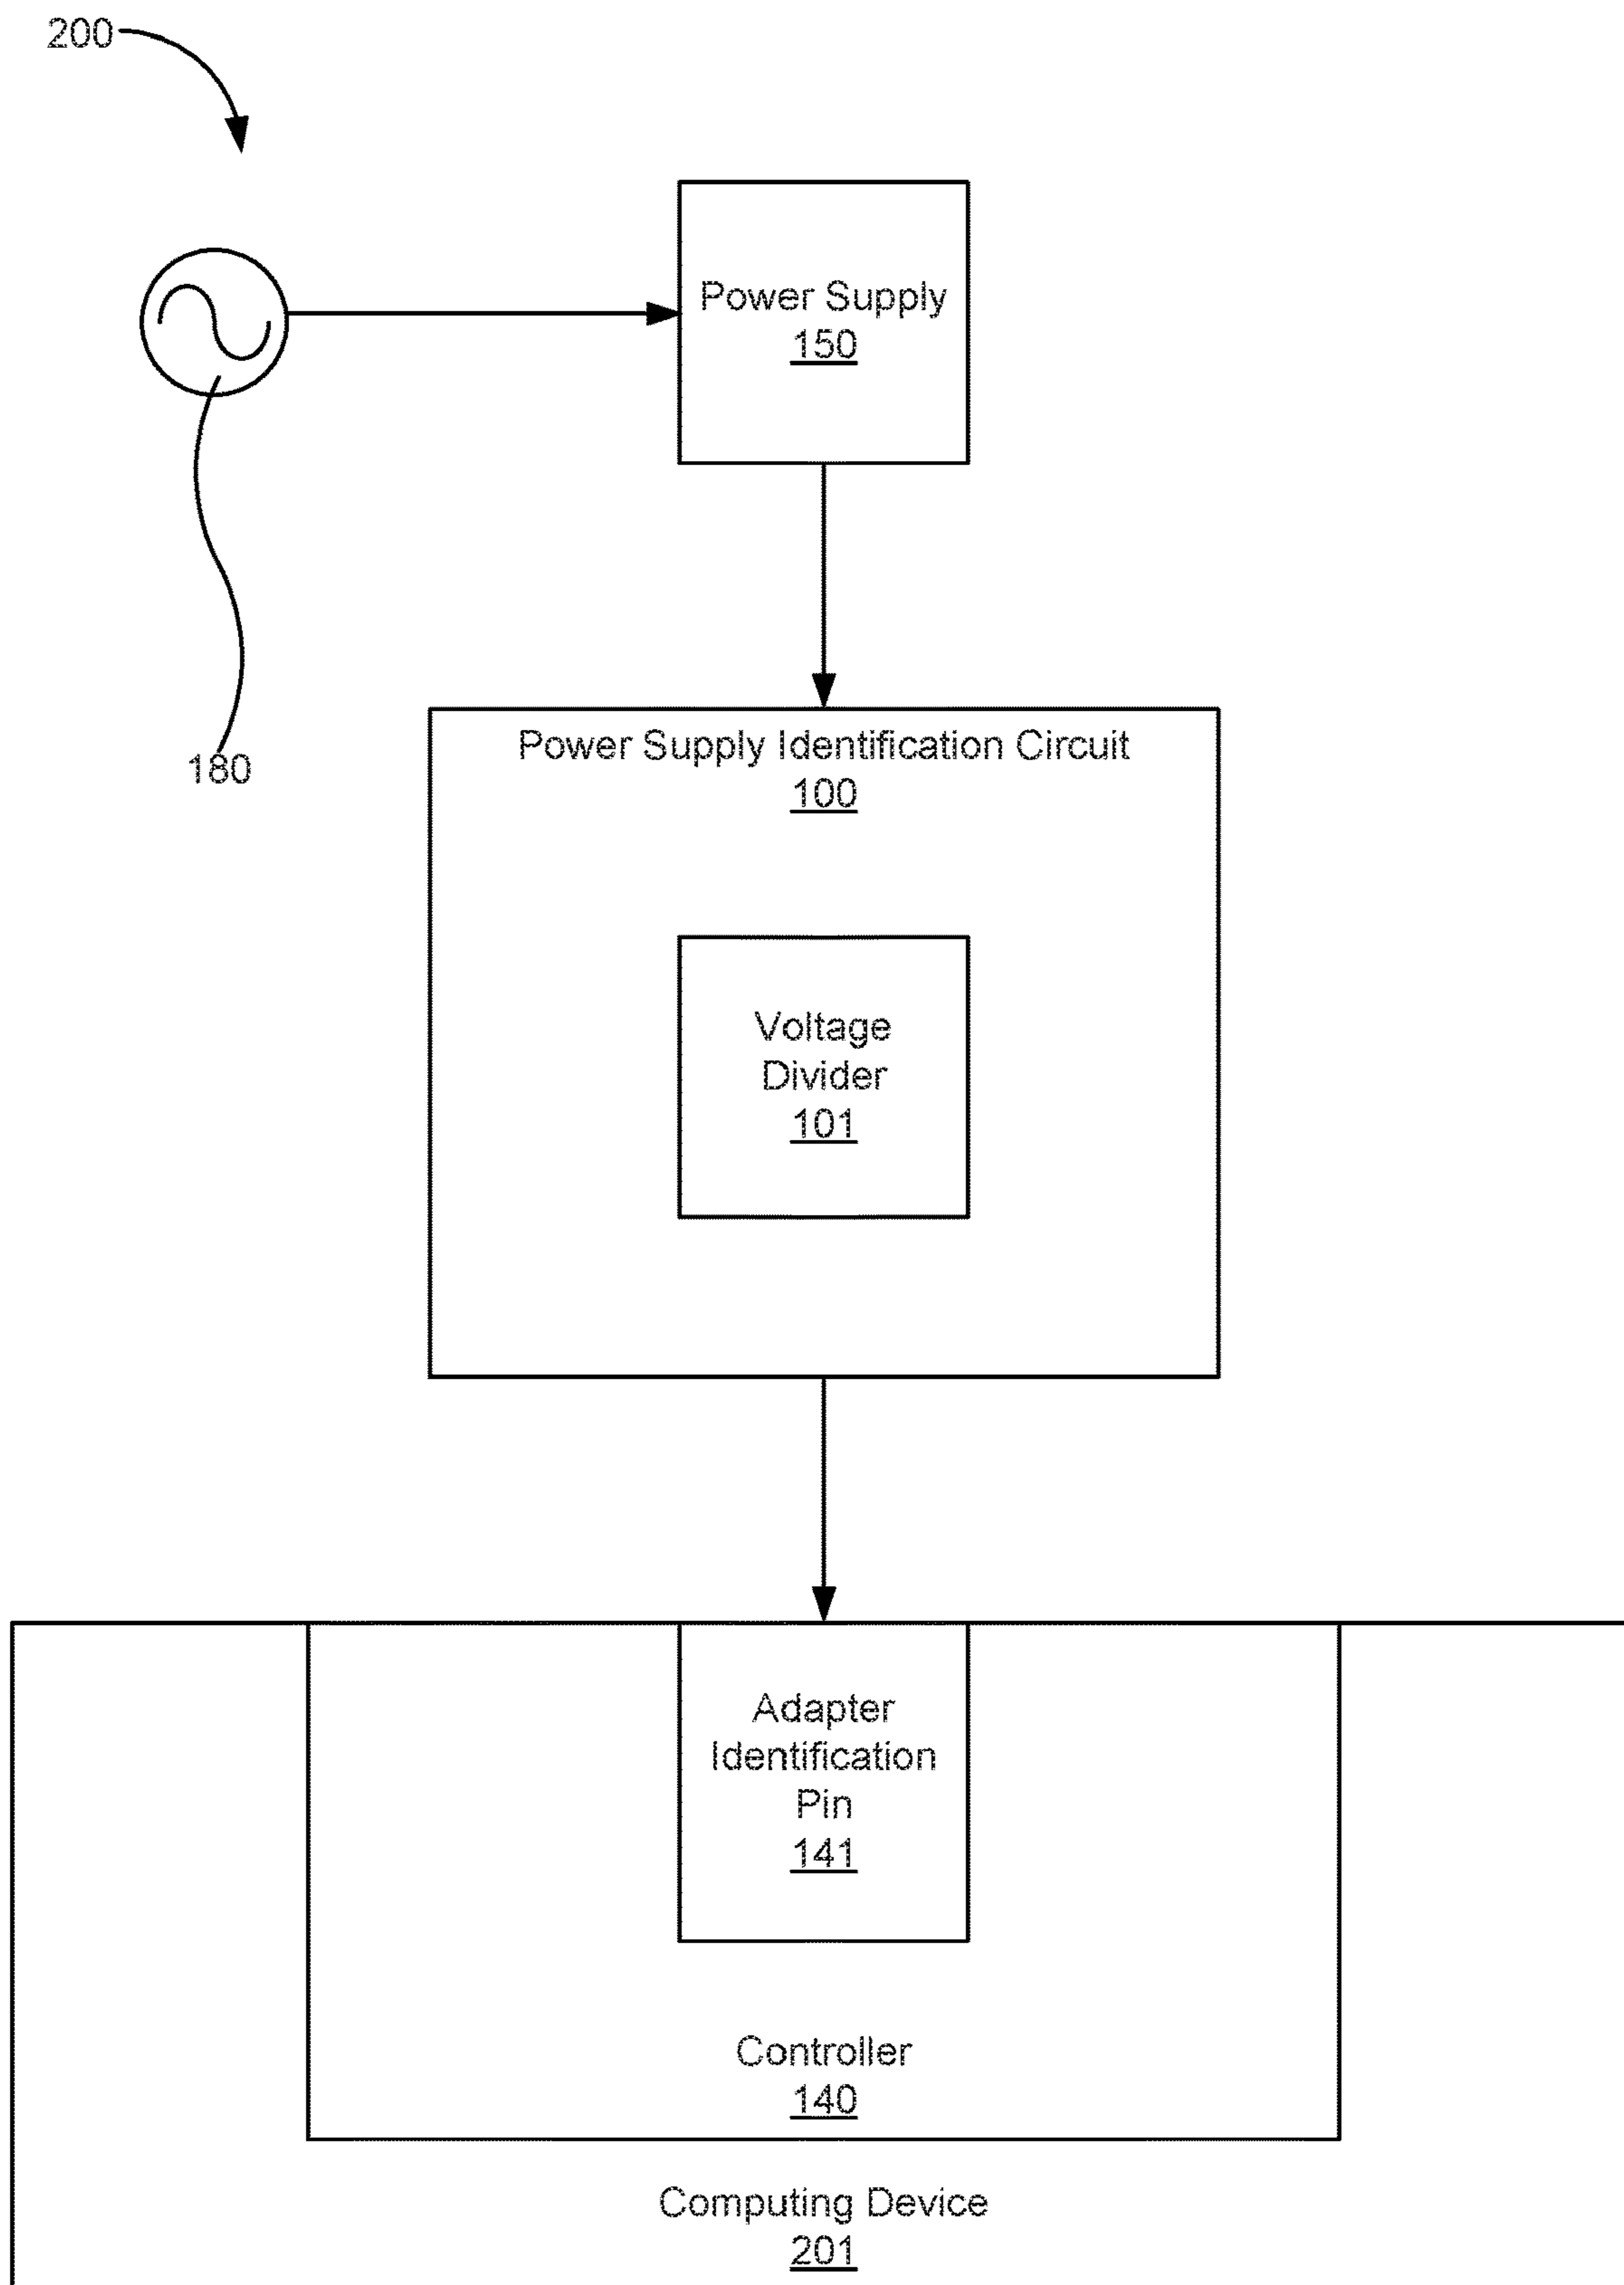 200
Power Supply
150
180
Power Supply Identification Circuit
100
Voltage
Divider
101
Adapter
Identification
Pin
141
Controller
140
Computing Device
201